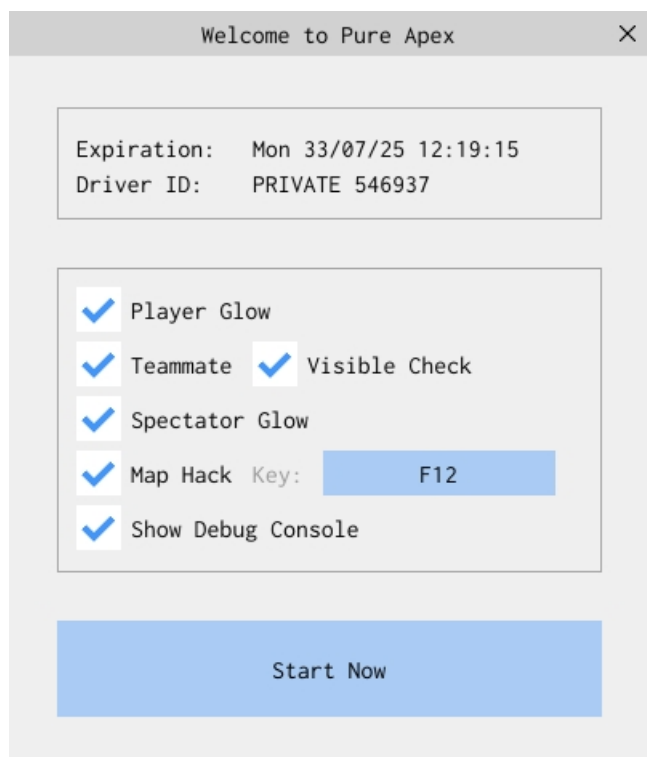 Welcome to Pure Apex
Expiration: Mon 33/07/25 12:19:15
Driver ID: PRIVATE 546937
Player Glow
Teammate Visible Check
Spectator Glow
Map Hack Key: F12
Show Debug Console
Start Now